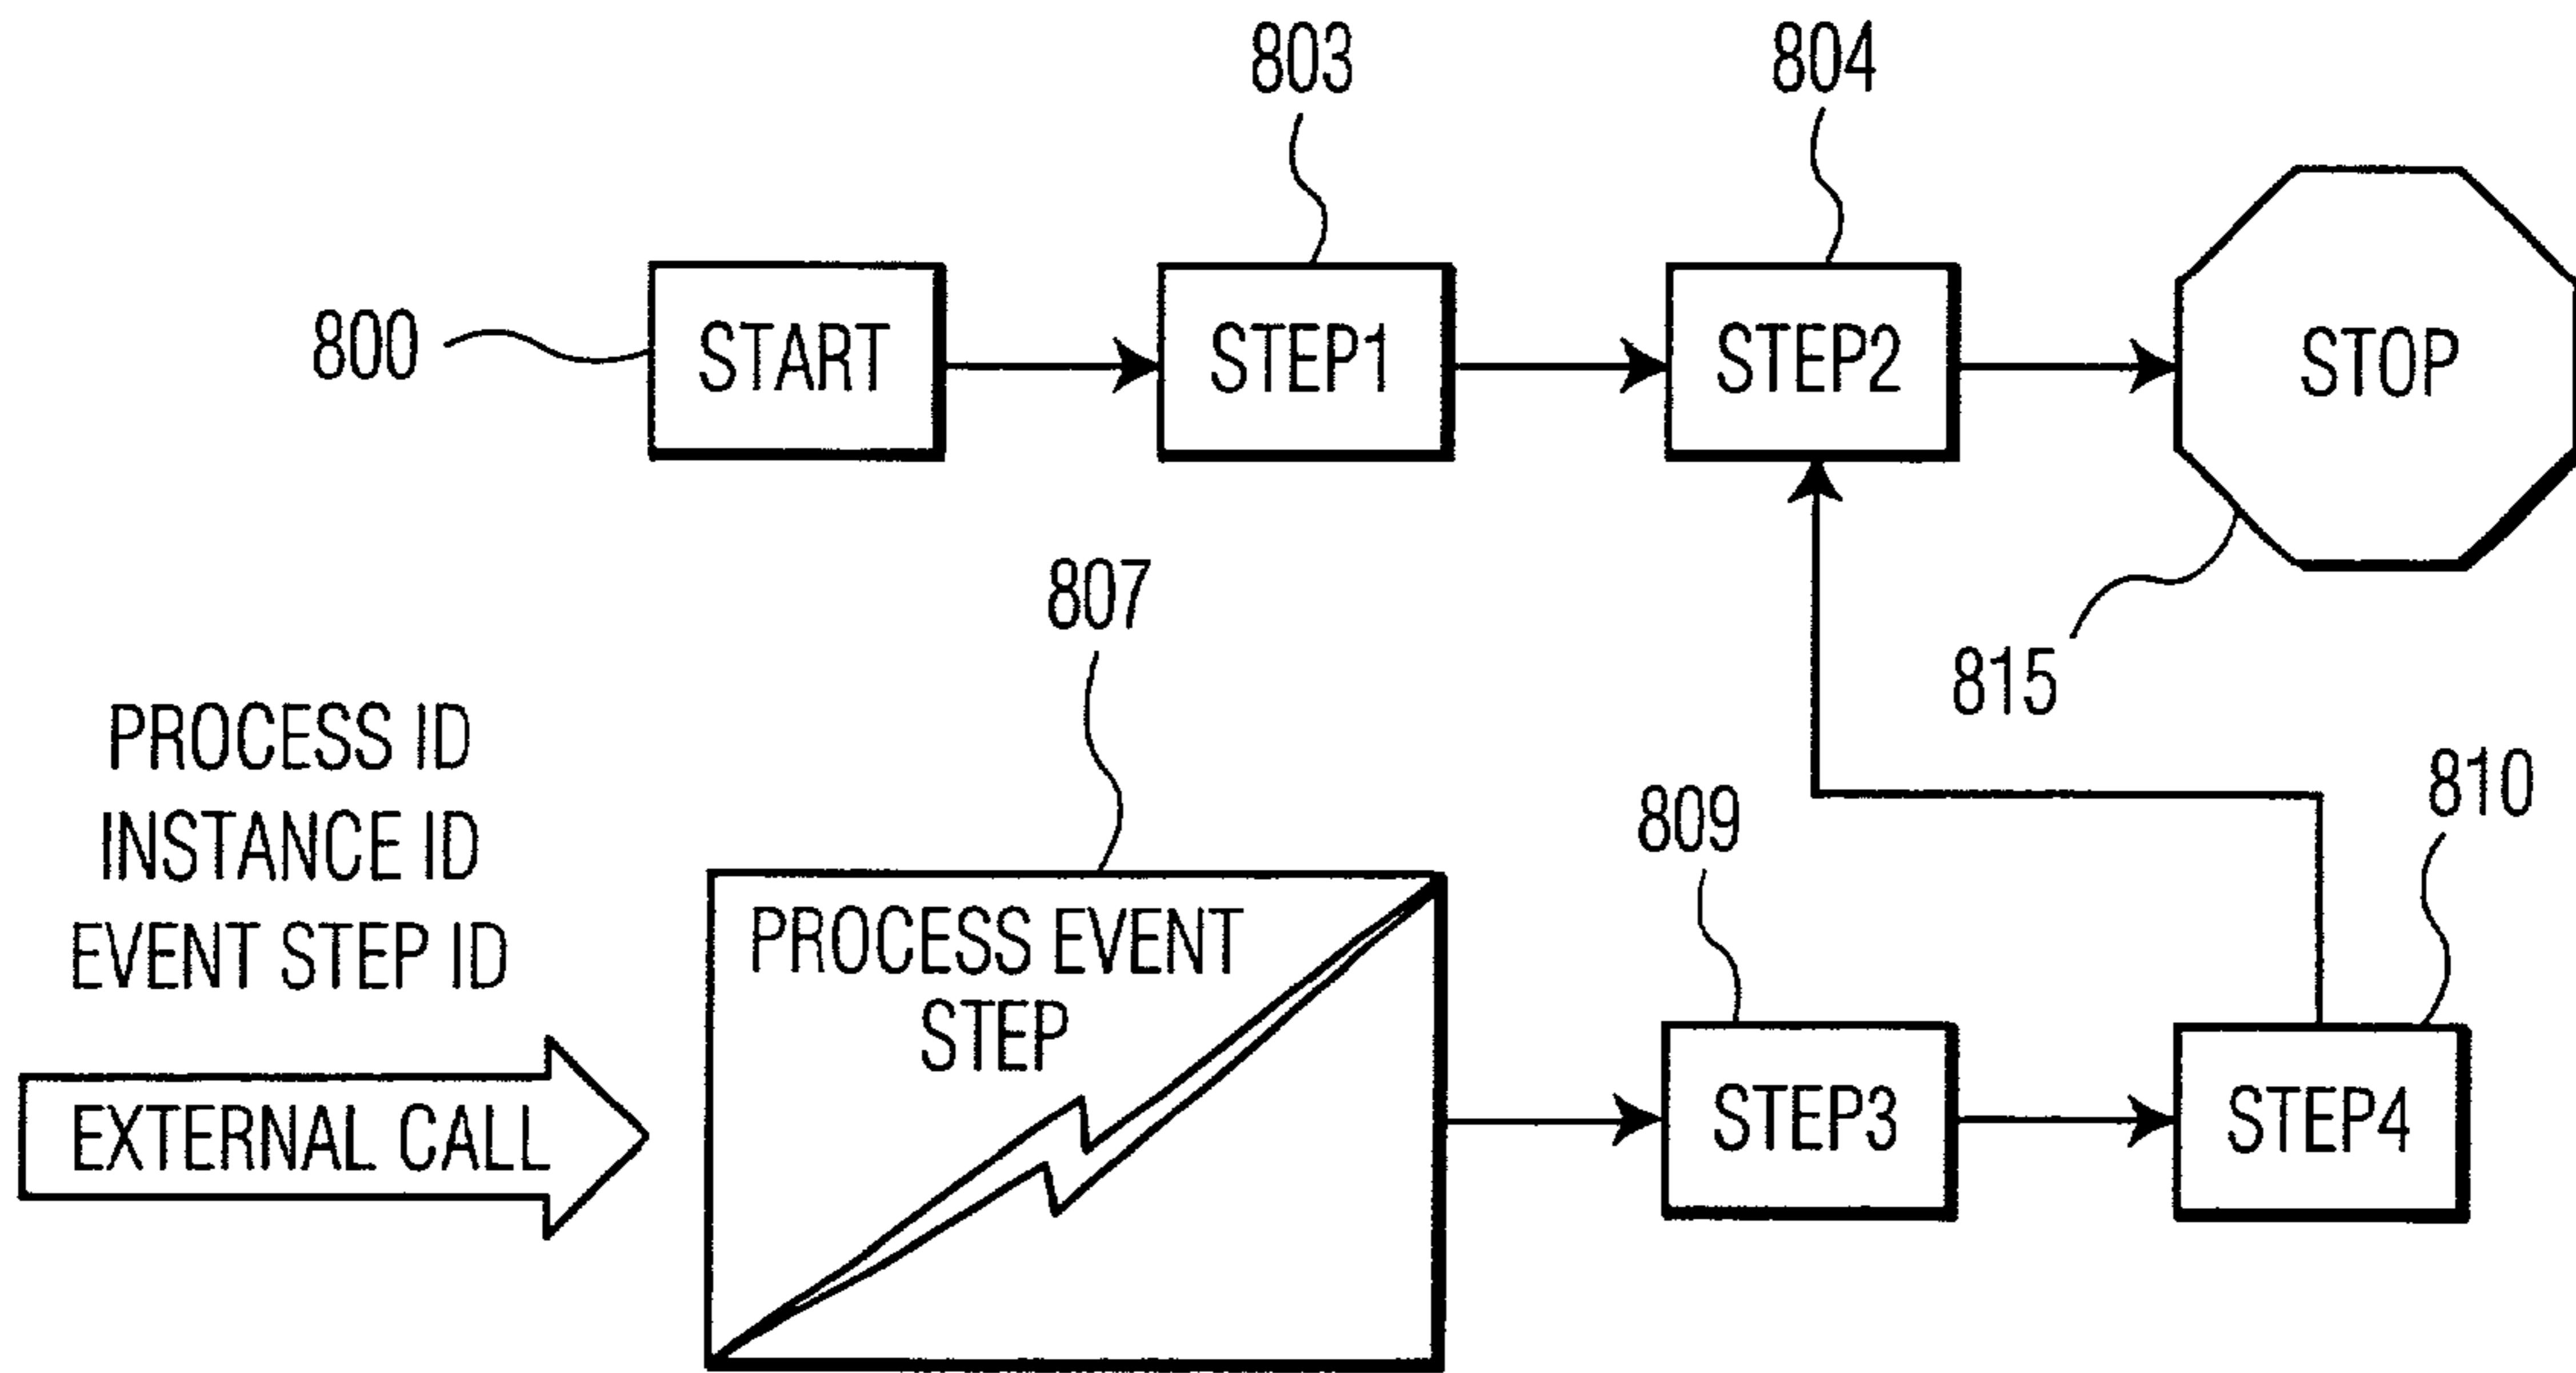 803
804
800
START
STEP1
STEP2
STOP
807
815
PROCESS ID
INSTANCE ID
EVENT STEP ID
EXTERNAL CALL
PROCESS EVENT
STEP
809
810
STEP3
STEP4